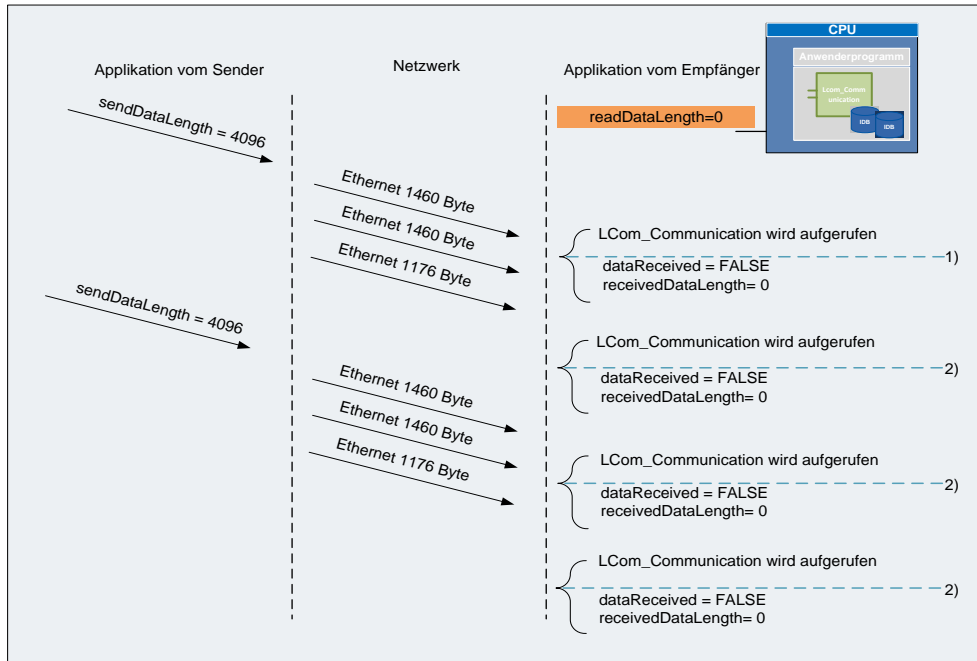 CPU
Anwenderprogramm
Lcom_Comm
unication
IDB
IDB
Applikation vom Sender
Netzwerk
Applikation vom Empfänger
readDataLength=0
sendDataLength = 4096
Ethernet 1460 Byte
Ethernet 1460 Byte
Ethernet 1176 Byte
LCom_Communication wird aufgerufen
1)
dataReceived = FALSE
receivedDataLength= 0
sendDataLength = 4096
LCom_Communication wird aufgerufen
2)
dataReceived = FALSE
receivedDataLength= 0
Ethernet 1460 Byte
Ethernet 1460 Byte
Ethernet 1176 Byte
LCom_Communication wird aufgerufen
2)
dataReceived = FALSE
receivedDataLength= 0
LCom_Communication wird aufgerufen
2)
dataReceived = FALSE
receivedDataLength= 0